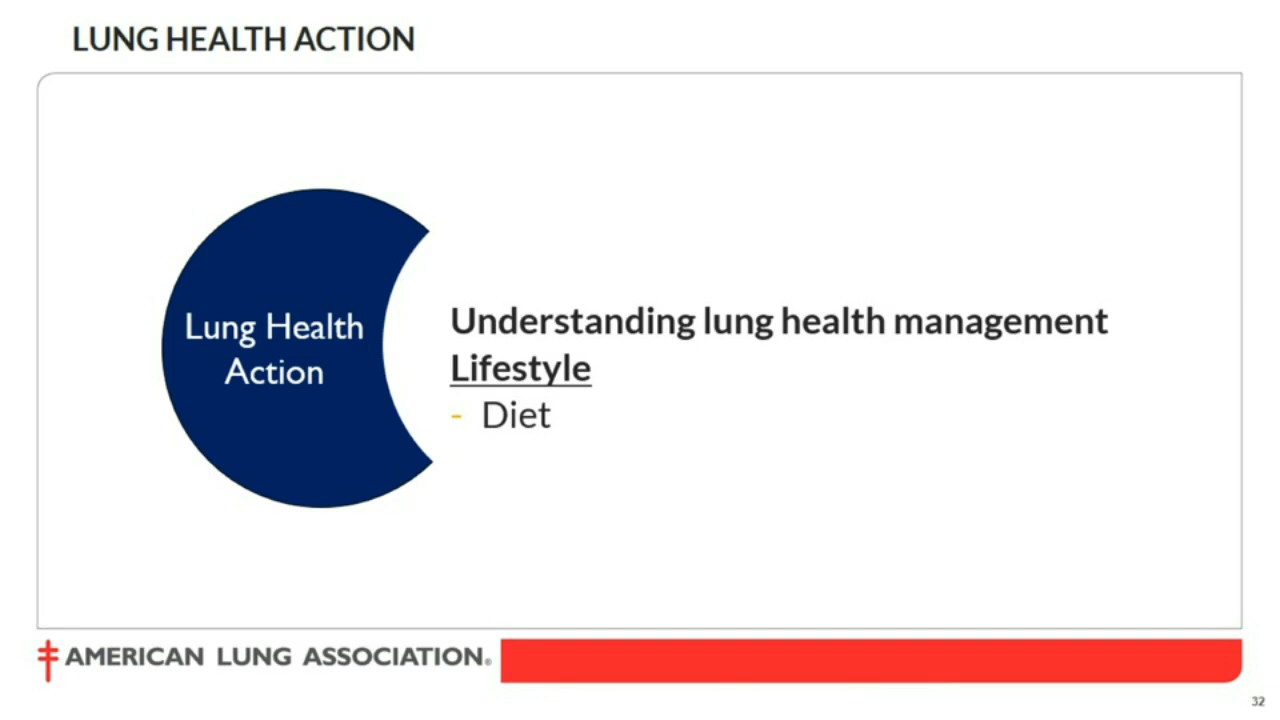 LUNG HEALTH ACTION
Lung Health
Action
Understanding lung health management
Lifestyle
- Diet
AMERICAN LUNG ASSOCIATION®
32